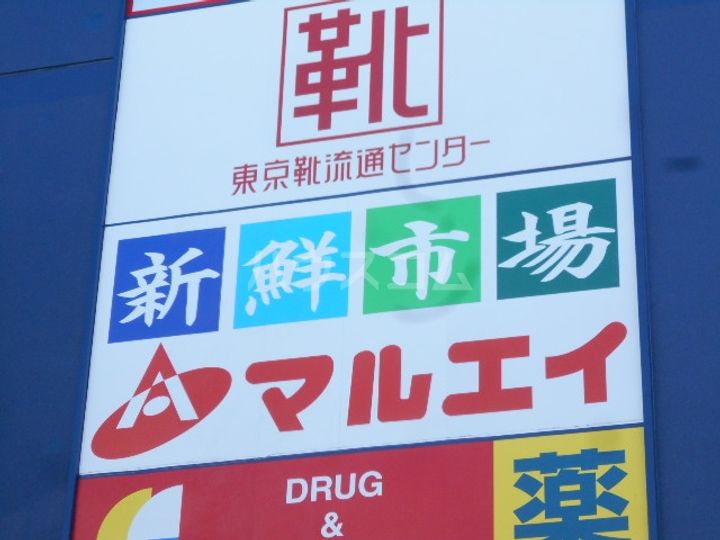 靴
東京靴流通センター
新鮮市場
マルエイ
DRUG
&
薬